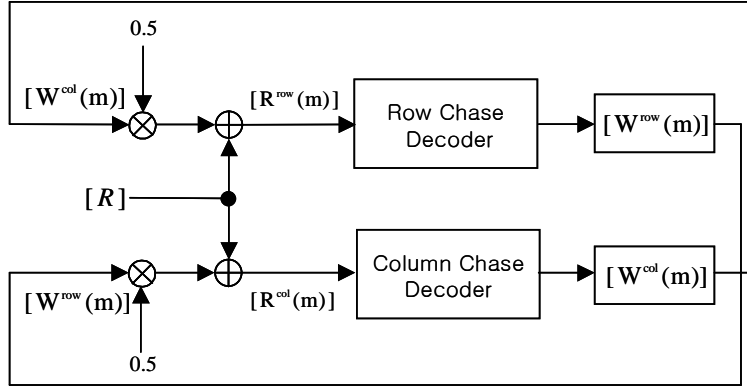 0.5
[W^col(m)]
[R^row(m)]
Row Chase
Decoder
[W^row(m)]
[R]
Column Chase
Decoder
[W^col(m)]
[W^row(m)]
[R^col(m)]
0.5